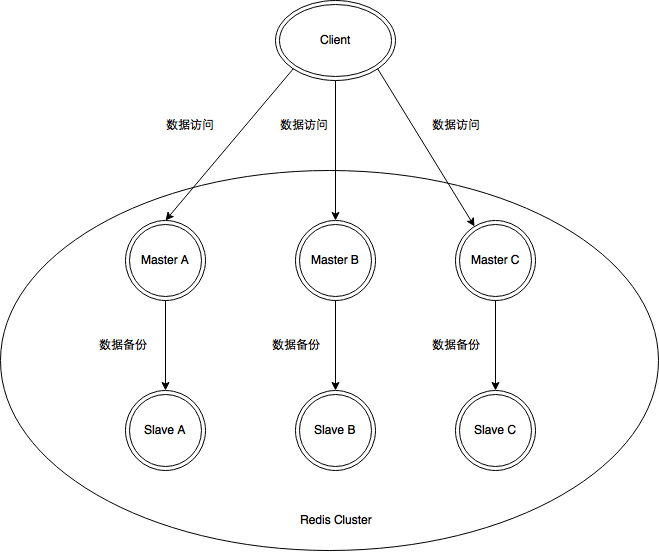 Client
数据访问
数据访问
数据访问
Master A
Master B
Master C
数据备份
数据备份
数据备份
Slave A
Slave B
Slave C
Redis Cluster